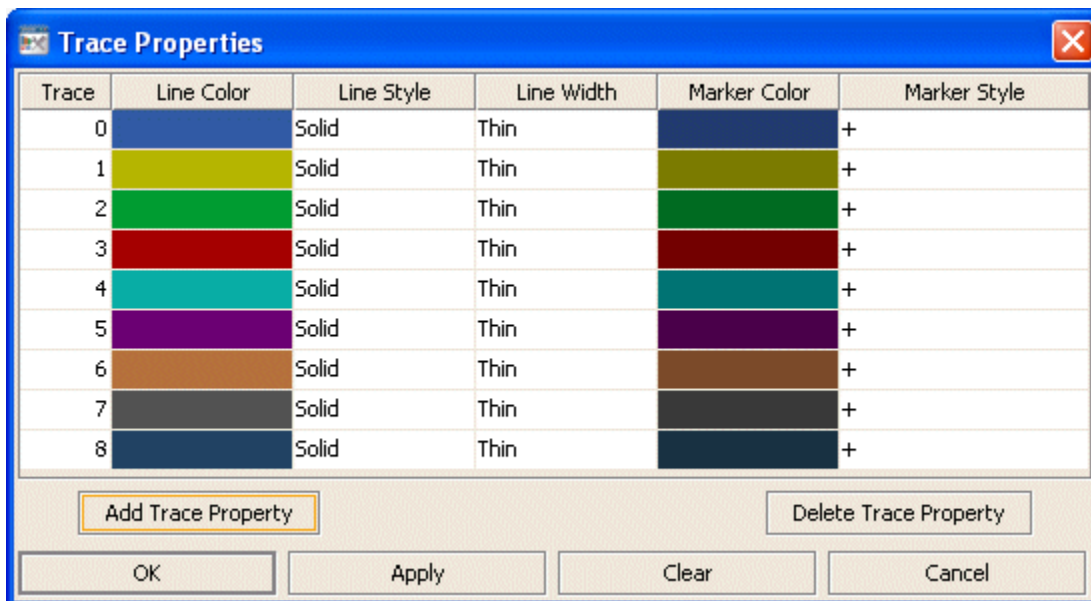 Trace Properties
Trace Line Color Line Style Line Width Marker Color Marker Style
0 Solid Thin +
1 Solid Thin +
2 Solid Thin +
3 Solid Thin +
4 Solid Thin +
5 Solid Thin +
6 Solid Thin +
7 Solid Thin +
8 Solid Thin +
Add Trace Property Delete Trace Property
OK Apply Clear Cancel